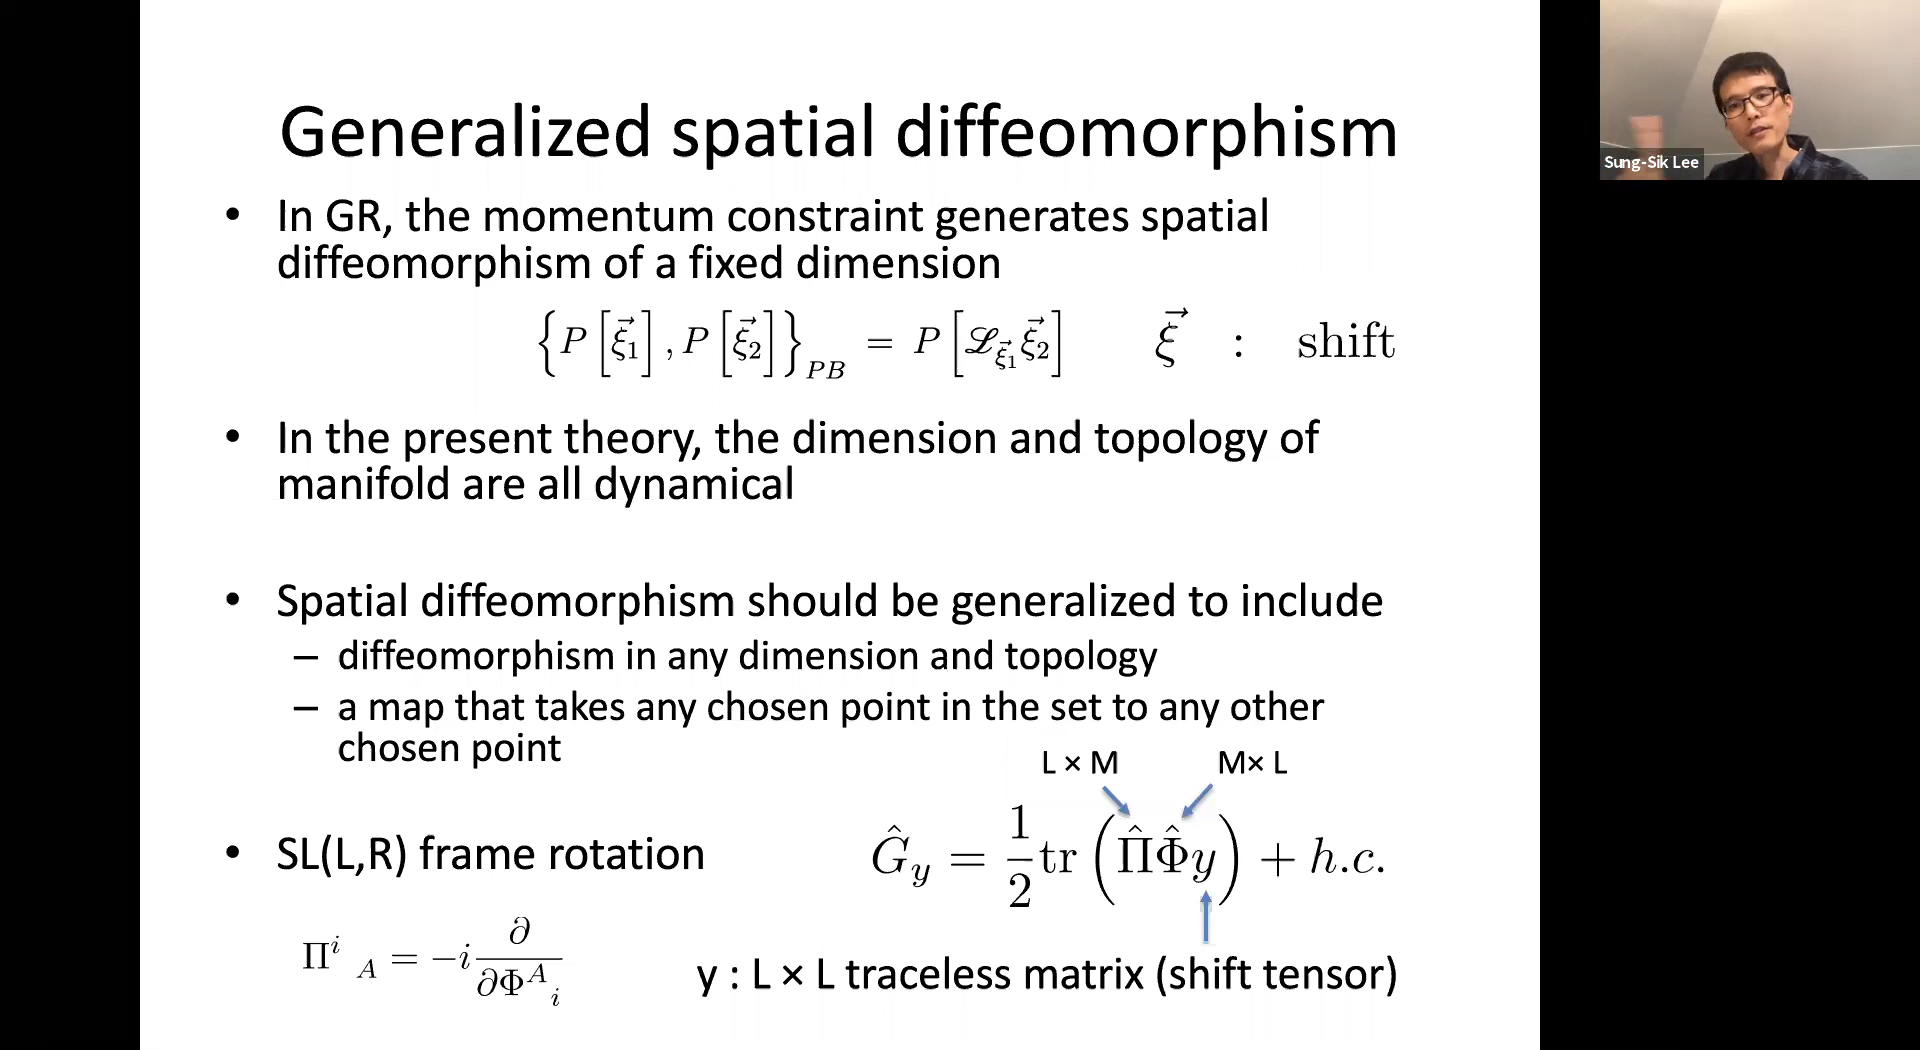 Generalized spatial diffeomorphism
• In GR, the momentum constraint generates spatial
diffeomorphism of a fixed dimension
{P[ξ⃗₁], P[ξ⃗₂]}_PB = P[ℒ_ξ⃗₁ ξ⃗₂]   ξ⃗ : shift
• In the present theory, the dimension and topology of
manifold are all dynamical
• Spatial diffeomorphism should be generalized to include
– diffeomorphism in any dimension and topology
– a map that takes any chosen point in the set to any other
chosen point
L × M   M× L
• SL(L,R) frame rotation   Ĝ_y = 1/2 tr(Π̂Φ̂y) + h.c.
Π^i_A = −i ∂/∂Φ^A_i
y : L × L traceless matrix (shift tensor)
Sung-Sik Lee